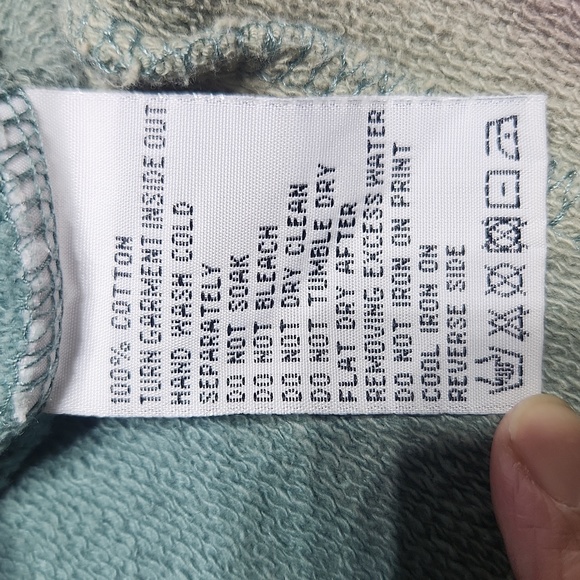 100% COTTON
TURN GARMENT INSIDE OUT
HAND WASH COLD
SEPARATELY
DO NOT SOAK
DO NOT BLEACH
DO NOT DRY CLEAN
DO NOT TUMBLE DRY
FLAT DRY AFTER
REMOVING EXCESS WATER
DO NOT IRON ON PRINT
COOL IRON ON
REVERSE SIDE